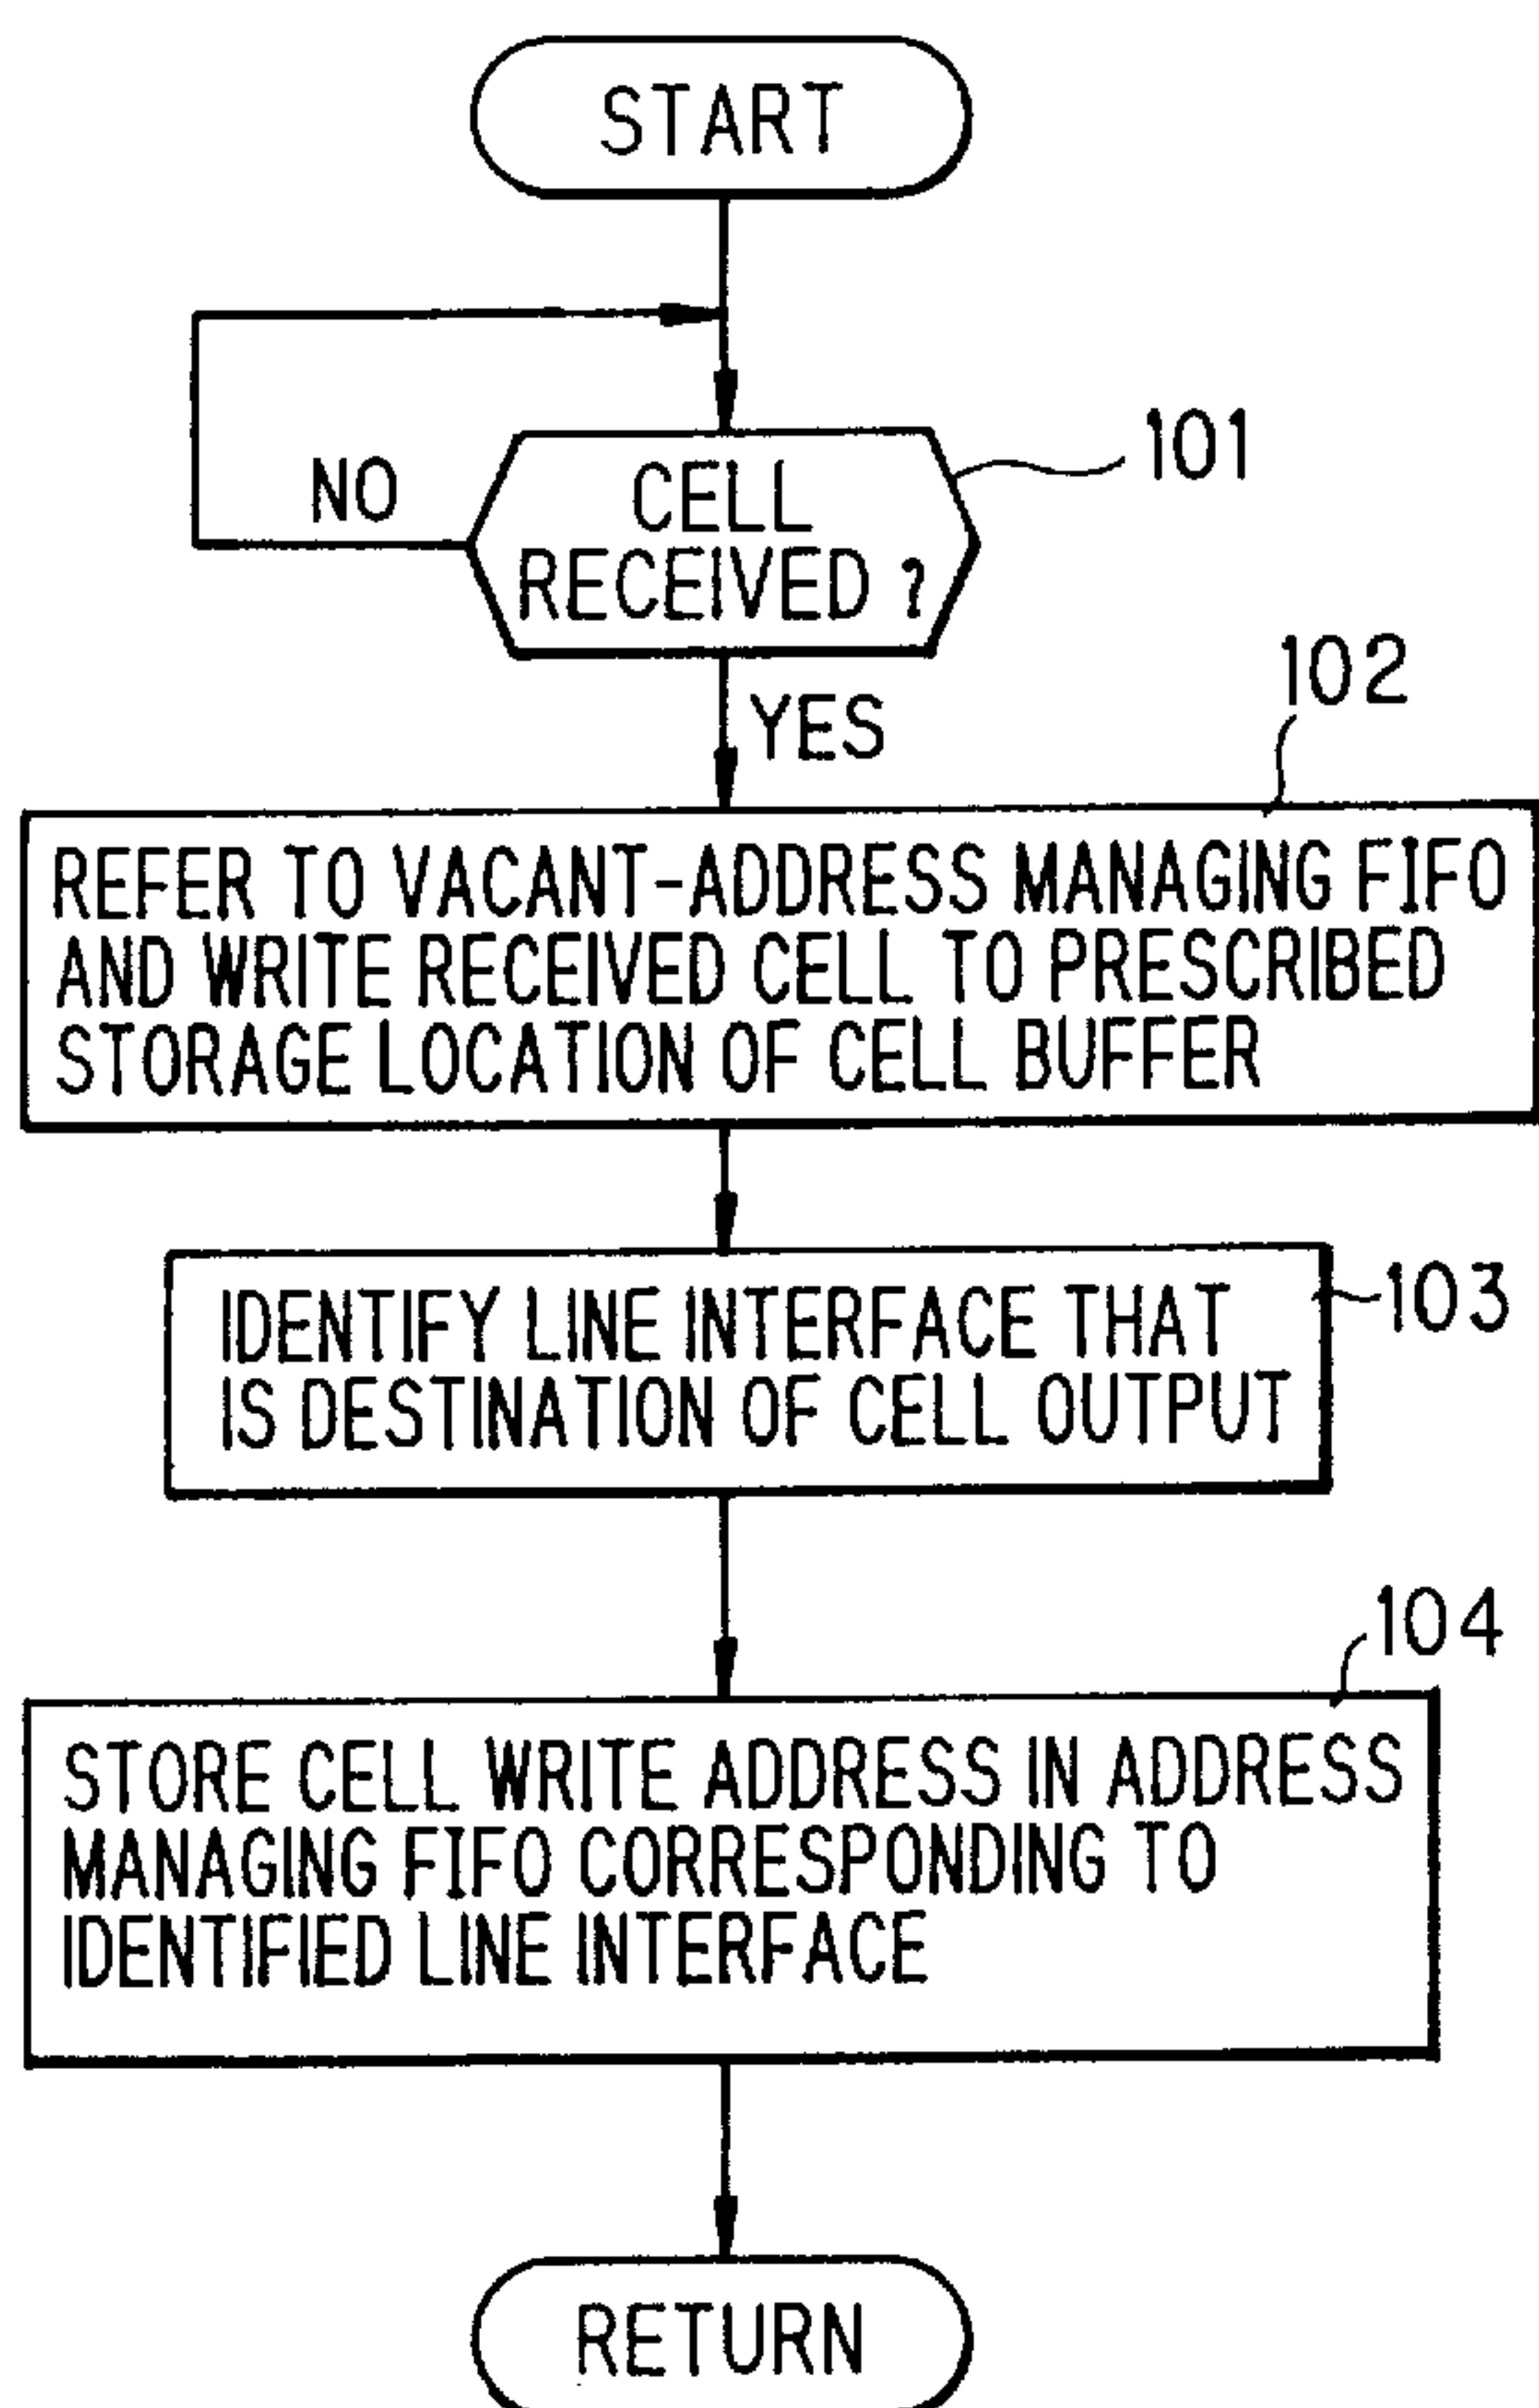 START
101
NO
CELL
RECEIVED ?
102
YES
REFER TO VACANT-ADDRESS MANAGING FIFO
AND WRITE RECEIVED CELL TO PRESCRIBED
STORAGE LOCATION OF CELL BUFFER
103
IDENTIFY LINE INTERFACE THAT
IS DESTINATION OF CELL OUTPUT
104
STORE CELL WRITE ADDRESS IN ADDRESS
MANAGING FIFO CORRESPONDING TO
IDENTIFIED LINE INTERFACE
RETURN